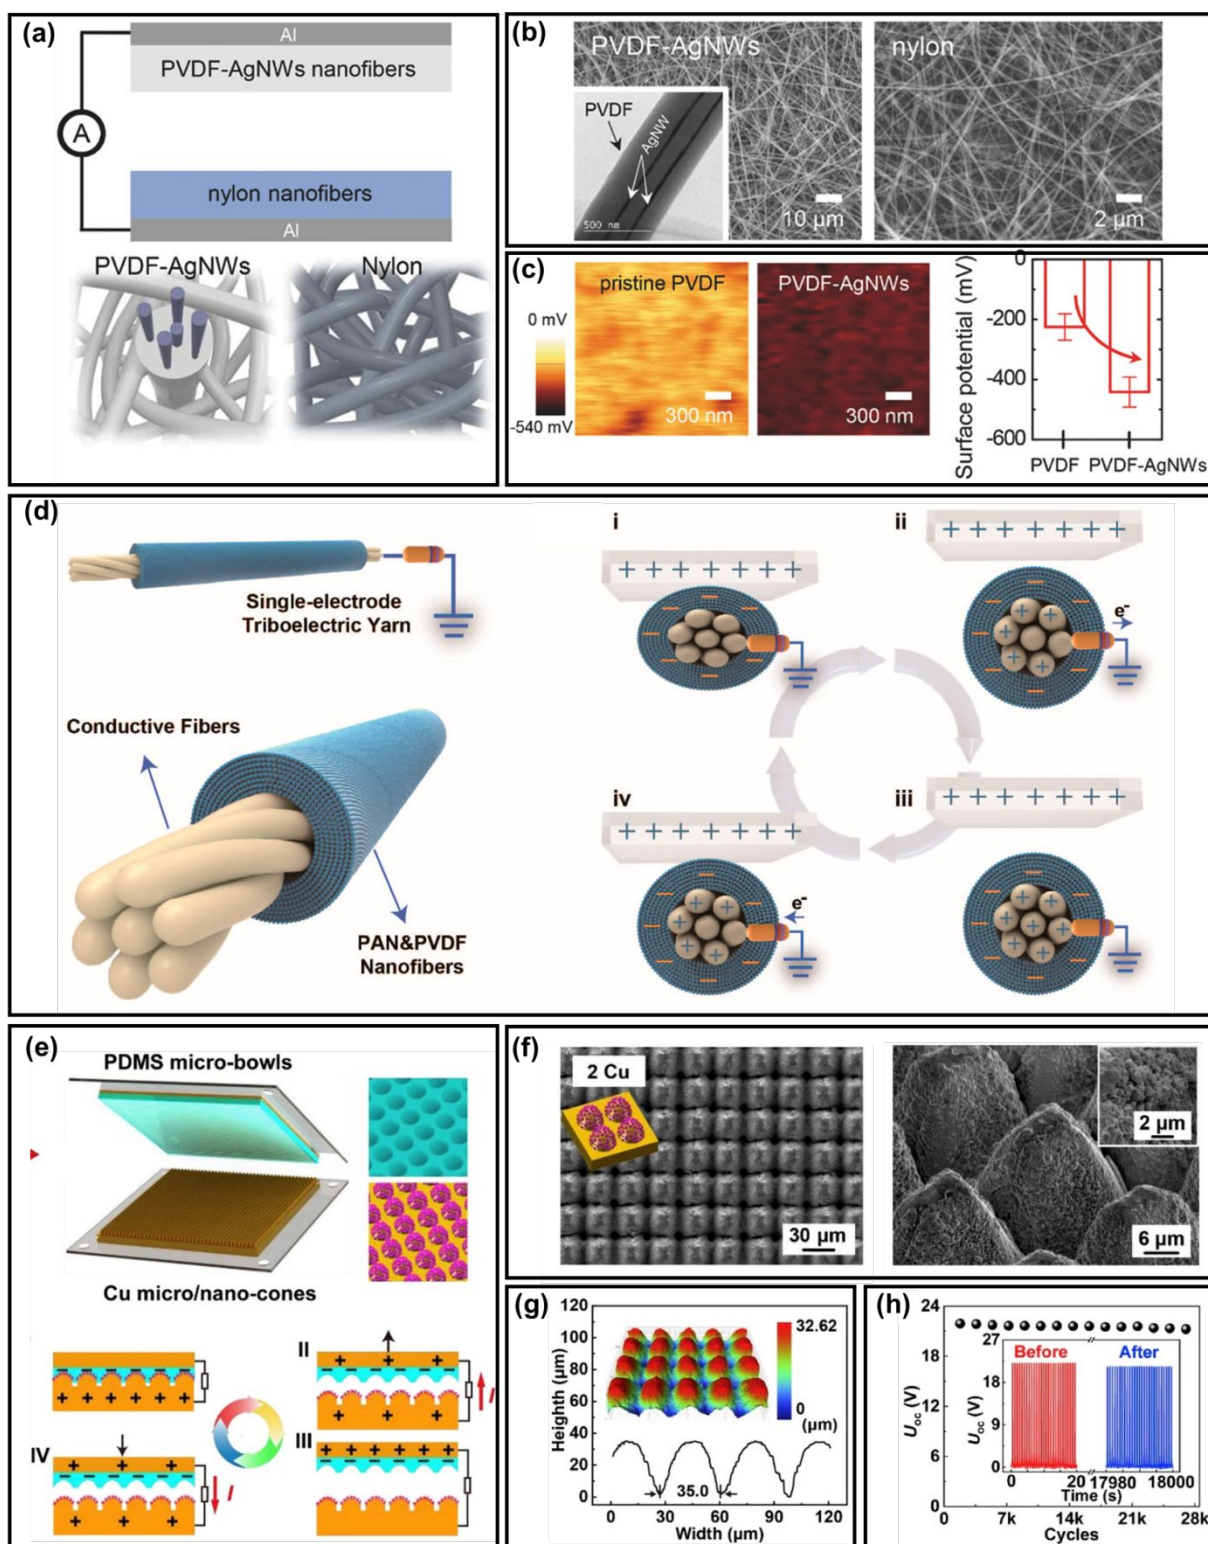 (a)
Al
PVDF-AgNWs nanofibers
A
nylon nanofibers
Al
PVDF-AgNWs
Nylon
(b)
PVDF-AgNWs
PVDF
AgNW
500 nm
10 µm
nylon
2 µm
(c)
0 mV
-540 mV
pristine PVDF
300 nm
PVDF-AgNWs
300 nm
Surface potential (mV)
0
-200
-400
-600
PVDF
PVDF-AgNWs
(d)
Single-electrode
Triboelectric Yarn
Conductive Fibers
PAN&PVDF
Nanofibers
i
+ + + + + + +
ii
+ + + + + + +
e-
iv
+ + + + + + +
e-
iii
+ + + + + + +
(e)
PDMS micro-bowls
Cu micro/nano-cones
II
I
IV
I
III
(f)
2 Cu
30 µm
2 µm
6 µm
(g)
Heighth (µm)
120
100
80
60
40
20
0
32.62
0
(µm)
35.0
0
30
60
90
120
Width (µm)
(h)
Uoc (V)
24
18
12
6
0
Uoc (V)
27
18
9
0
Before
After
0
20
17980
18000
Time (s)
0
7k
14k
21k
28k
Cycles